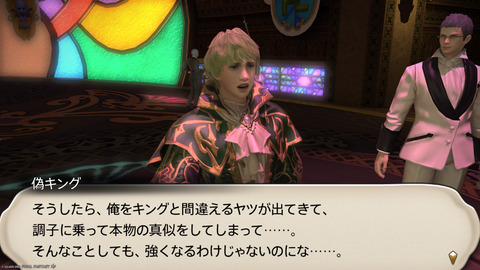 偽キング
そうしたら、俺をキングと間違えるヤツが出てきて、
調子に乗って本物の真似をしてしまって……。
そんなことしても、強くなるわけじゃないのにな……。